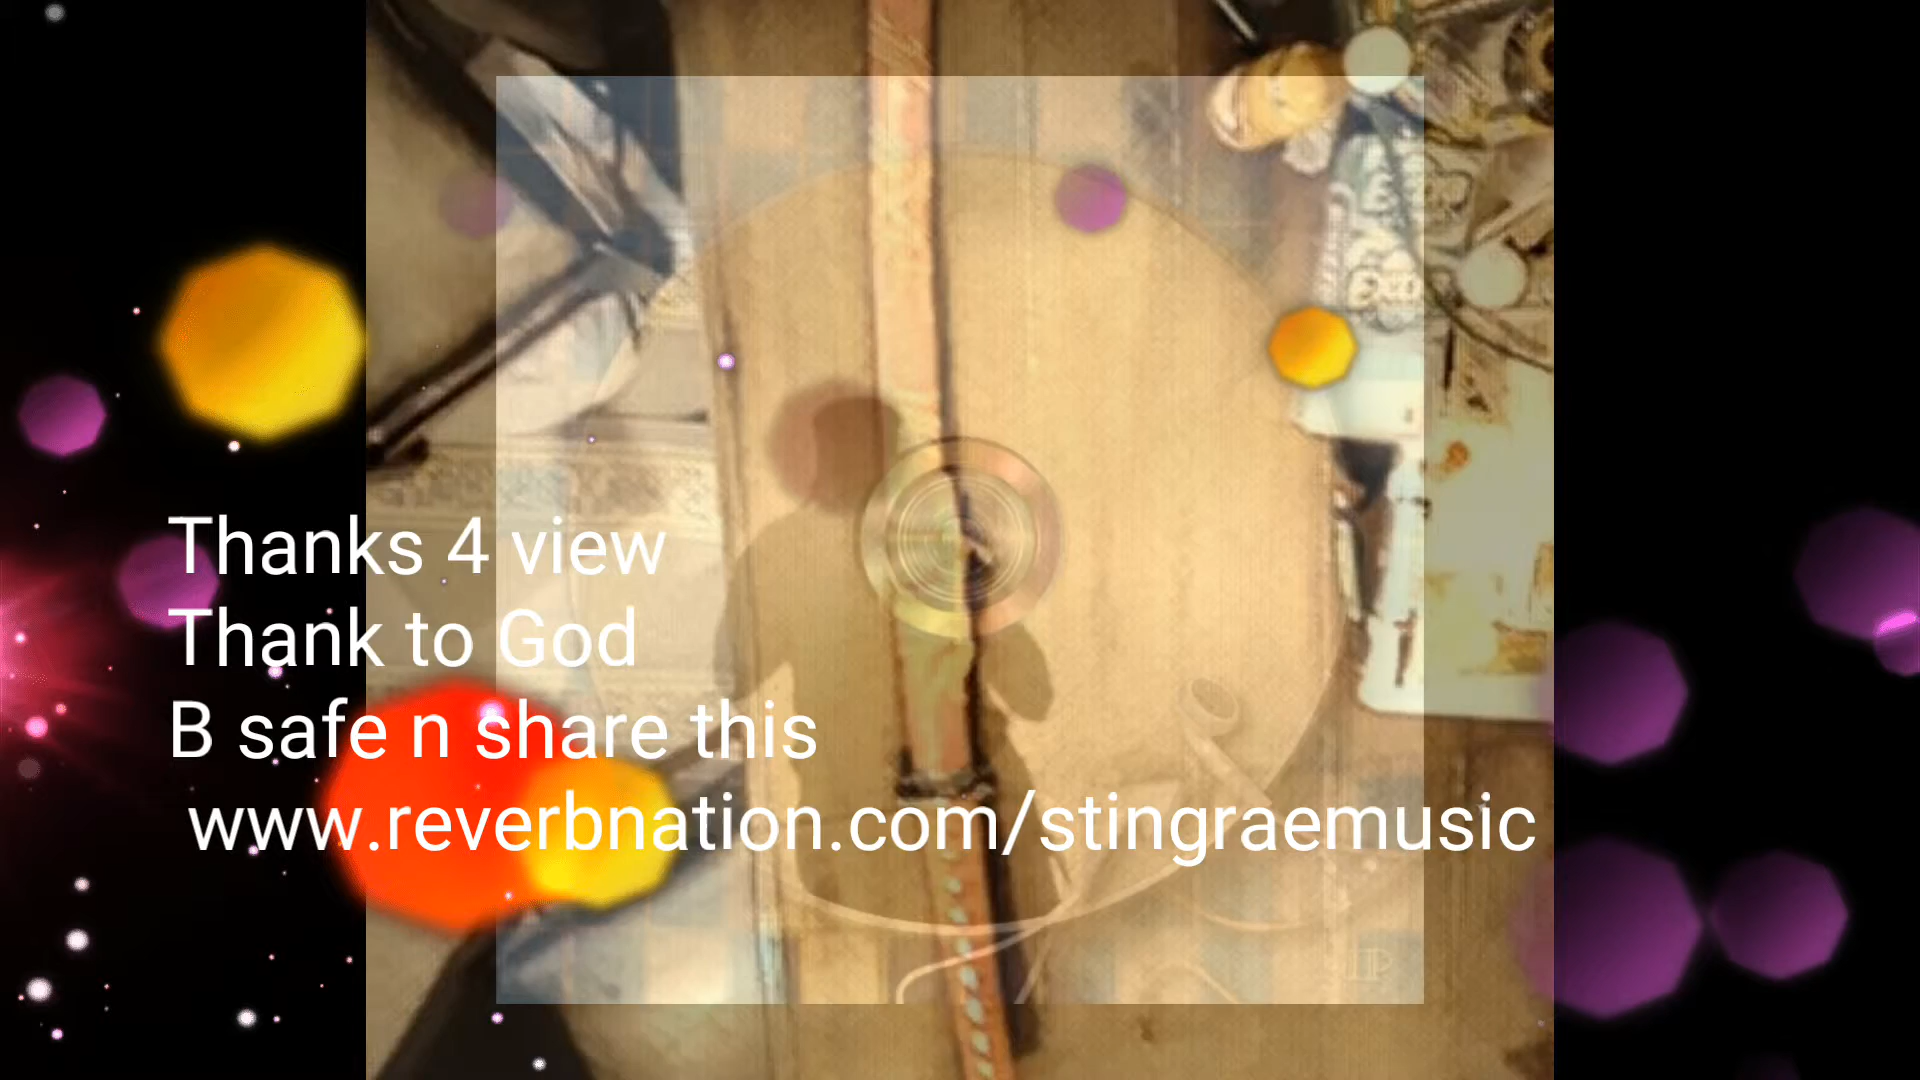 Thanks 4 view
Thank to God
B safe n share this
www.reverbnation.com/stingraemusic